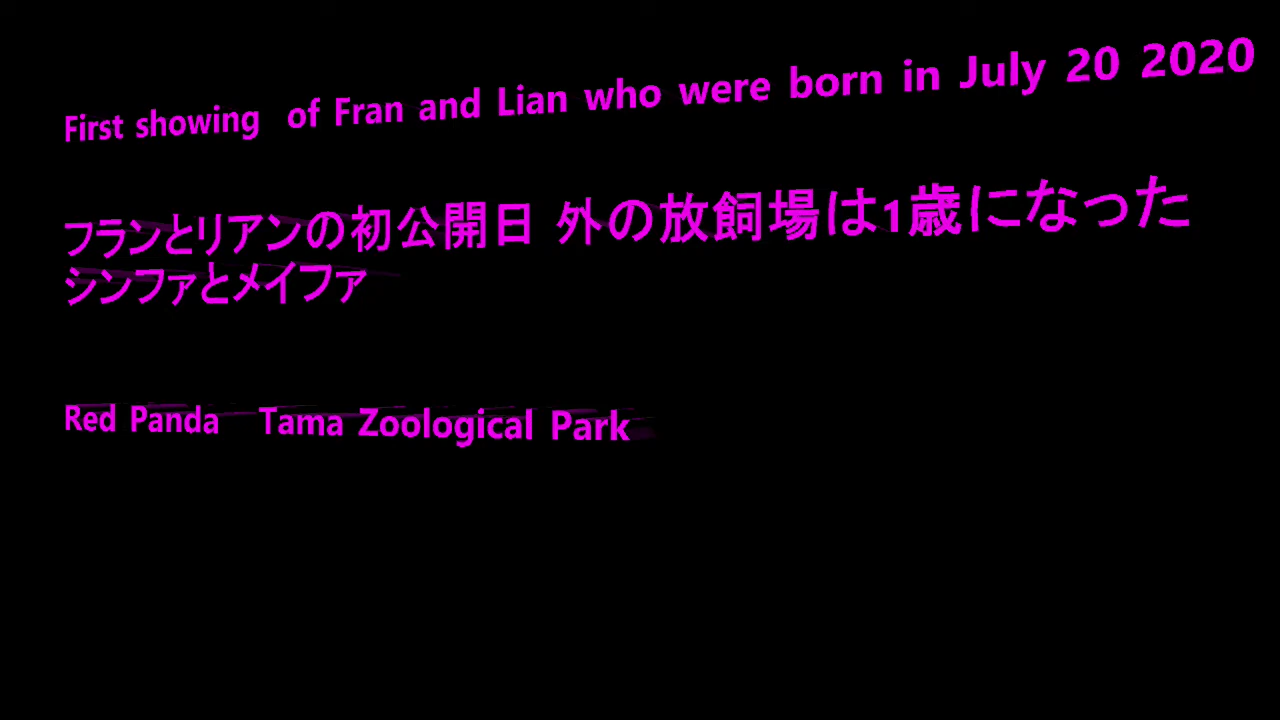 First showing of Fran and Lian who were born in July 20 2020
フランとリアンの初公開日 外の放飼場は1歳になった
シンファとメイファ
Red Panda Tama Zoological Park